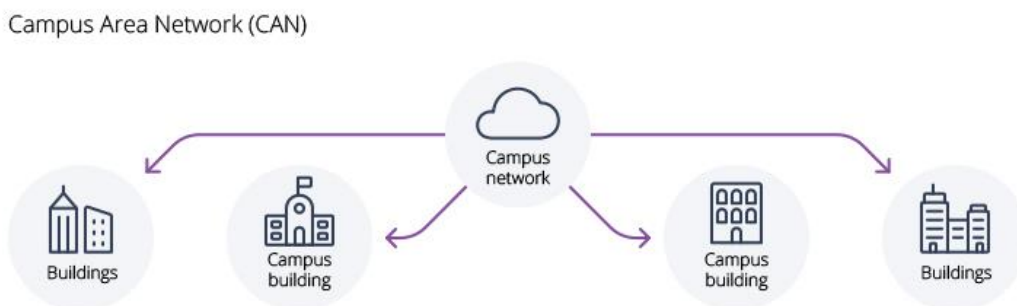 Campus Area Network (CAN)
Campus
network
Buildings
Campus
building
Campus
building
Buildings